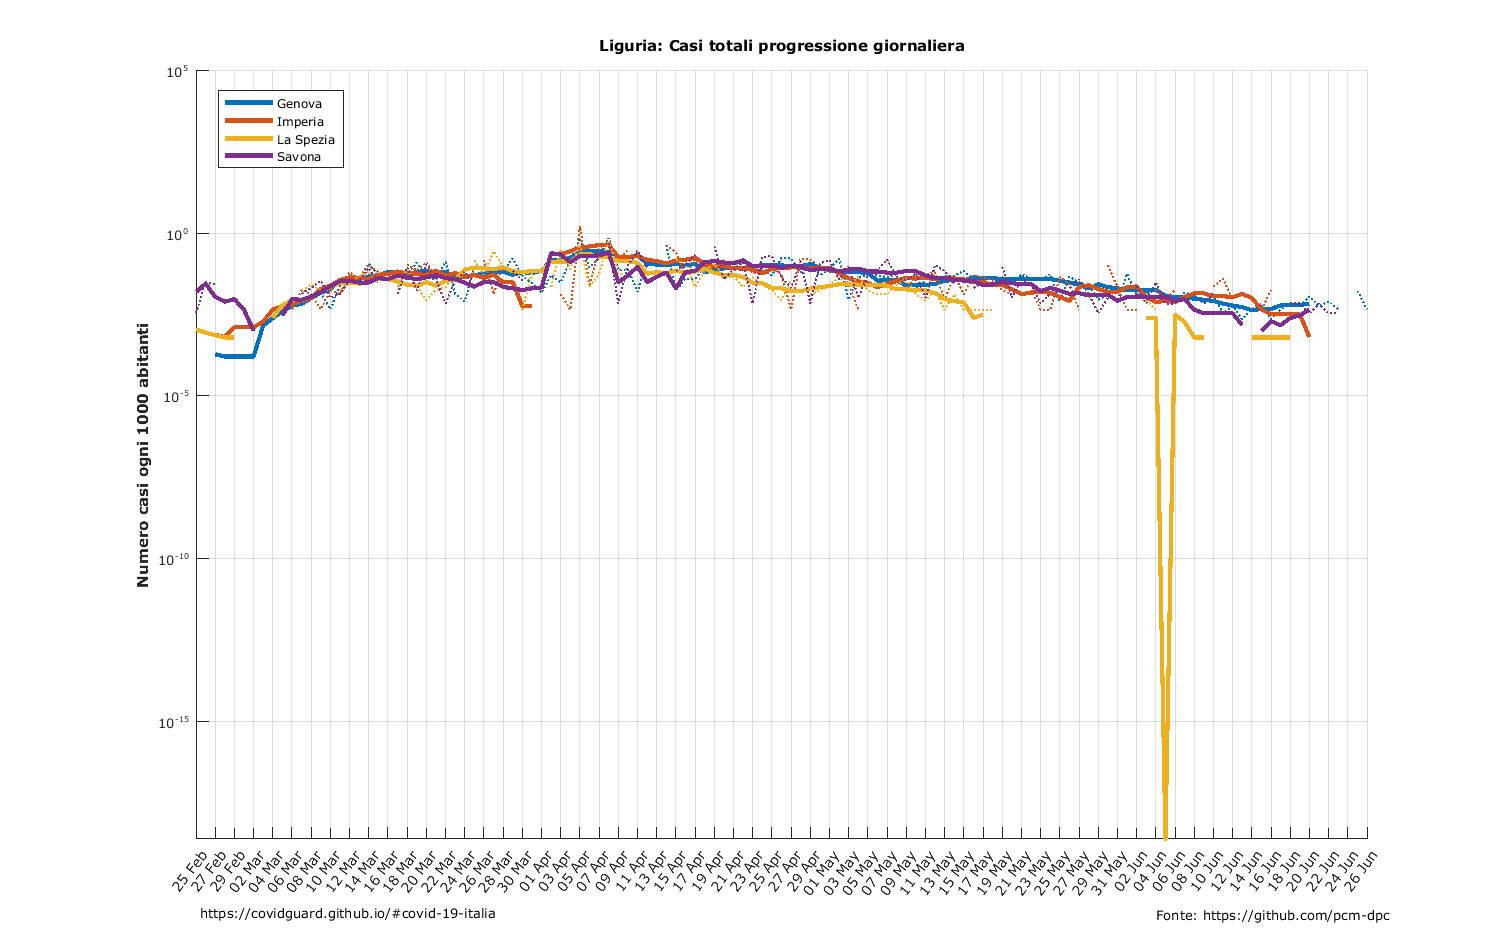 Liguria: Casi totali progressione giornaliera
10^5
10^0
10^-5
10^-10
10^-15
Numero casi ogni 1000 abitanti
Genova
Imperia
La Spezia
Savona
25 Feb
27 Feb
29 Feb
02 Mar
04 Mar
06 Mar
08 Mar
10 Mar
12 Mar
14 Mar
16 Mar
18 Mar
20 Mar
22 Mar
24 Mar
26 Mar
28 Mar
30 Mar
01 Apr
03 Apr
05 Apr
07 Apr
09 Apr
11 Apr
13 Apr
15 Apr
17 Apr
19 Apr
21 Apr
23 Apr
25 Apr
27 Apr
29 Apr
01 May
03 May
05 May
07 May
09 May
11 May
13 May
15 May
17 May
19 May
21 May
23 May
25 May
27 May
29 May
31 May
02 Jun
04 Jun
06 Jun
08 Jun
10 Jun
12 Jun
14 Jun
16 Jun
18 Jun
20 Jun
22 Jun
24 Jun
26 Jun
https://covidguard.github.io/#covid-19-italia
Fonte: https://github.com/pcm-dpc